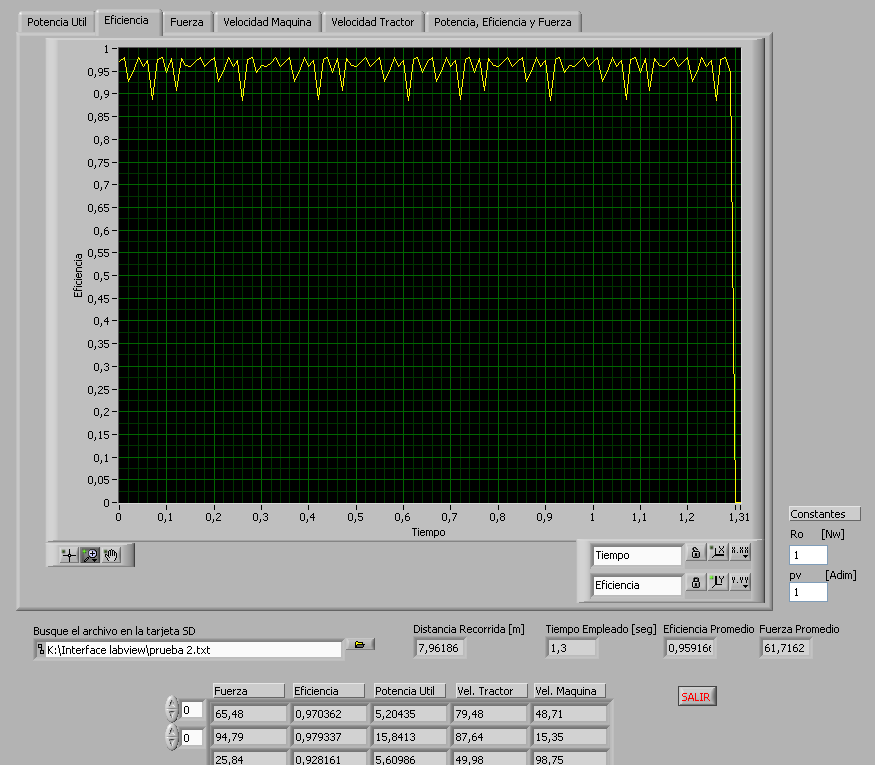 Potencia Util Eficiencia Fuerza Velocidad Maquina Velocidad Tractor Potencia, Eficiencia y Fuerza
1
0,95
0,9
0,85
0,8
0,75
0,7
0,65
0,6
0,55
0,5
0,45
0,4
0,35
0,3
0,25
0,2
0,15
0,1
0,05
0
Eficiencia
0 0,1 0,2 0,3 0,4 0,5 0,6 0,7 0,8 0,9 1 1,1 1,2 1,31
Tiempo
Tiempo X X.XX
Eficiencia Y Y.YY
Constantes
Ro [Nw]
1
pv [Adim]
1
Busque el archivo en la tarjeta SD
K:\Interface labview\prueba 2.txt
Distancia Recorrida [m] Tiempo Empleado [seg] Eficiencia Promedio Fuerza Promedio
7,96186 1,3 0,95916 61,7162
Fuerza Eficiencia Potencia Util Vel. Tractor Vel. Maquina
0 65,48 0,970362 5,20435 79,48 48,71
0 94,79 0,979337 15,8413 87,64 15,35
25,84 0,928161 5,60986 49,98 98,75
SALIR